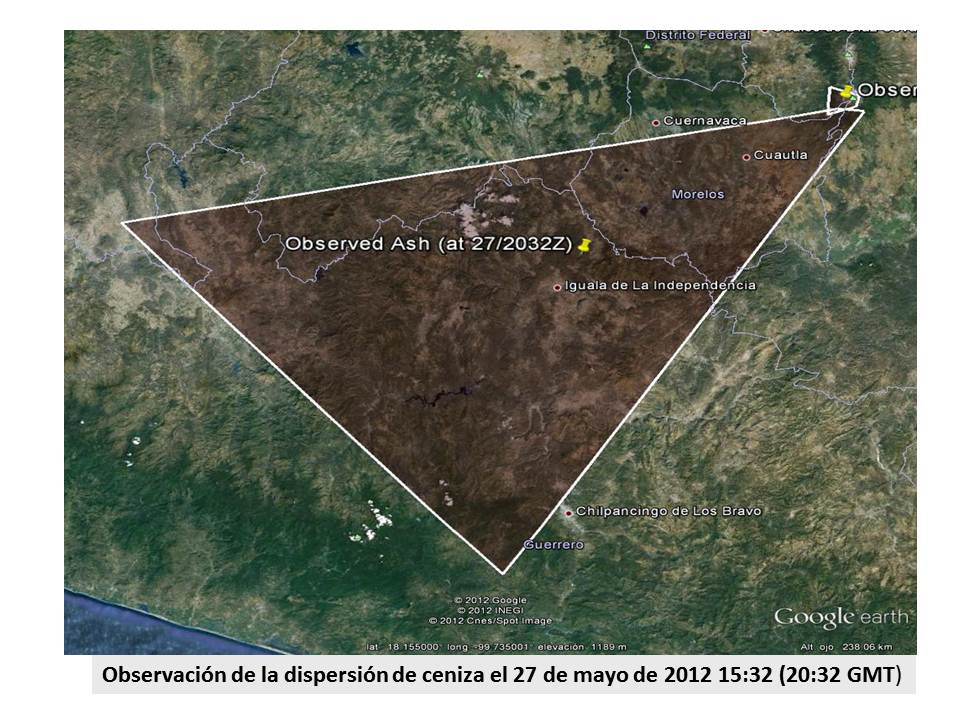 Distrito Federal
Obser
Cuernavaca
Cuautla
Morelos
Observed Ash (at 27/2032Z)
Iguala de La Independencia
Chilpancingo de Los Bravo
Guerrero
© 2012 Google
© 2012 INEGI
© 2012 Cnes/Spot Image
Google earth
lat 18.155000° long -99.735001° elevación 1189 m
Alt. ojo 238.06 km
Observación de la dispersión de ceniza el 27 de mayo de 2012 15:32 (20:32 GMT)